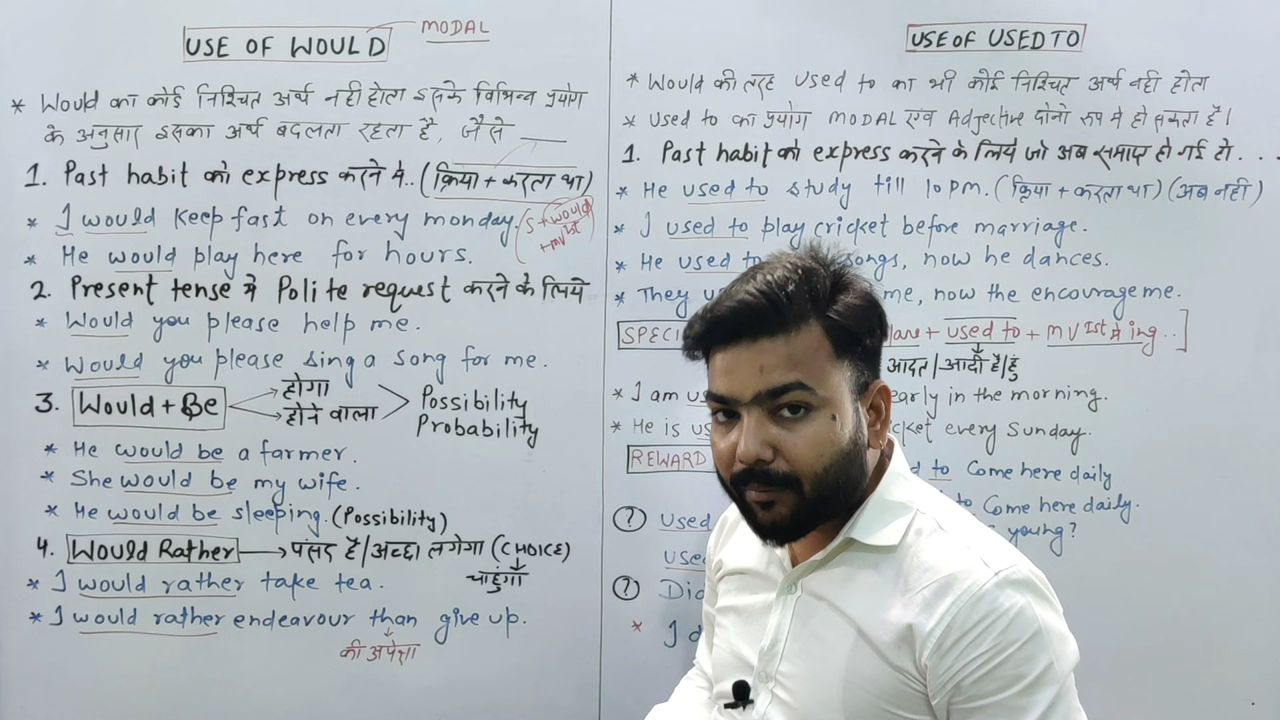 USE OF WOULD
MODAL
* Would का कोई निश्चित अर्थ नही होता इसके विभिन्न प्रयोग
के अनुसार इसका अर्थ बदलता रहता है, जैसे —
1. Past habit को express करने मे.. (क्रिया + करता था)
* I would keep fast on every monday.
(S + would
+ MV Ist)
* He would play here for hours.
2. Present tense मे Polite request करने के लिये
* Would you please help me.
* Would you please sing a song for me.
3. Would + Be
होगा
होने वाला
Possibility
Probability
* He would be a farmer.
* She would be my wife.
* He would be sleeping. (Possibility)
4. Would Rather → पंसद है/अच्छा लगेगा (CHOICE)
चाहुंगा
* I would rather take tea.
* I would rather endeavour than give up.
की अपेक्षा
USE OF USED TO
* Would की तरह used to का भी कोई निश्चित अर्थ नही होता
* Used to का प्रयोग MODAL एवं Adjective दोनो रूप मे हो सकता है।
1. Past habit को express करने के लिये जो अब समाप्त हो गई हो....
* He used to study till 10 pm. (क्रिया + करता था) (अब नही)
* I used to play cricket before marriage.
* He used to songs, now he dances.
* They me, now the encourage me.
+ used to + MV Ist मे ing..]
आदत/आदी है/हुं
* I am early in the morning.
* He is every Sunday.
REWARD to Come here daily
to Come here daily.
? Used young?
? Did
* I